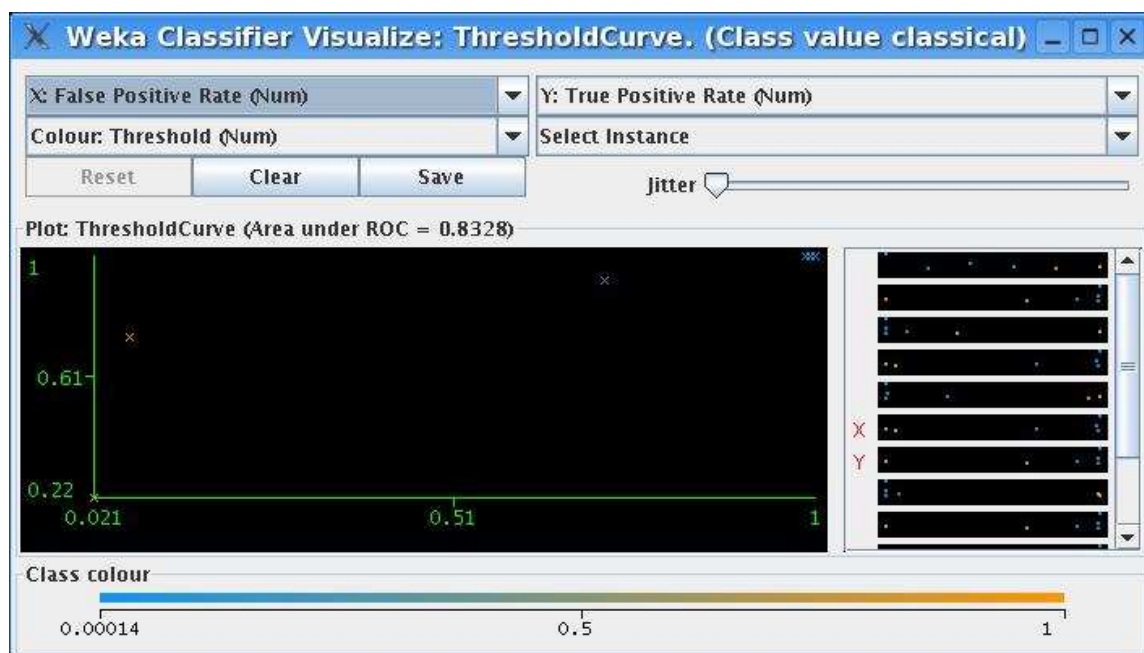 Weka Classifier Visualize: ThresholdCurve. (Class value classical)
X: False Positive Rate (Num)
Y: True Positive Rate (Num)
Colour: Threshold (Num)
Select Instance
Reset
Clear
Save
Jitter
Plot: ThresholdCurve (Area under ROC = 0.8328)
1
0.61
0.22
0.021
0.51
1
X
Y
Class colour
0.00014
0.5
1